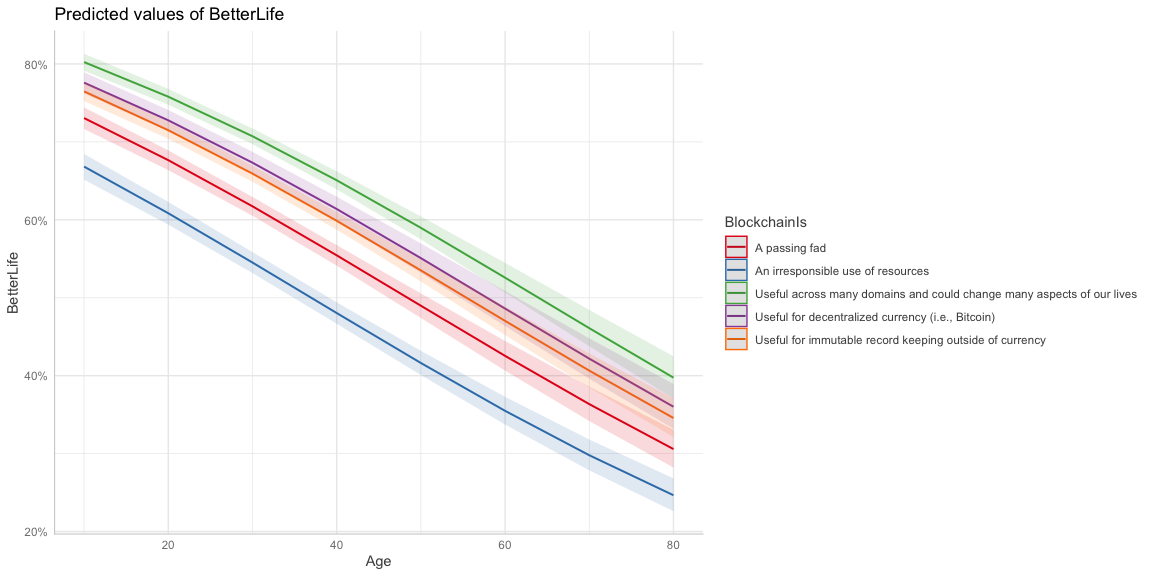 Predicted values of BetterLife
80%
60%
40%
20%
BetterLife
20
40
60
80
Age
BlockchainIs
A passing fad
An irresponsible use of resources
Useful across many domains and could change many aspects of our lives
Useful for decentralized currency (i.e., Bitcoin)
Useful for immutable record keeping outside of currency